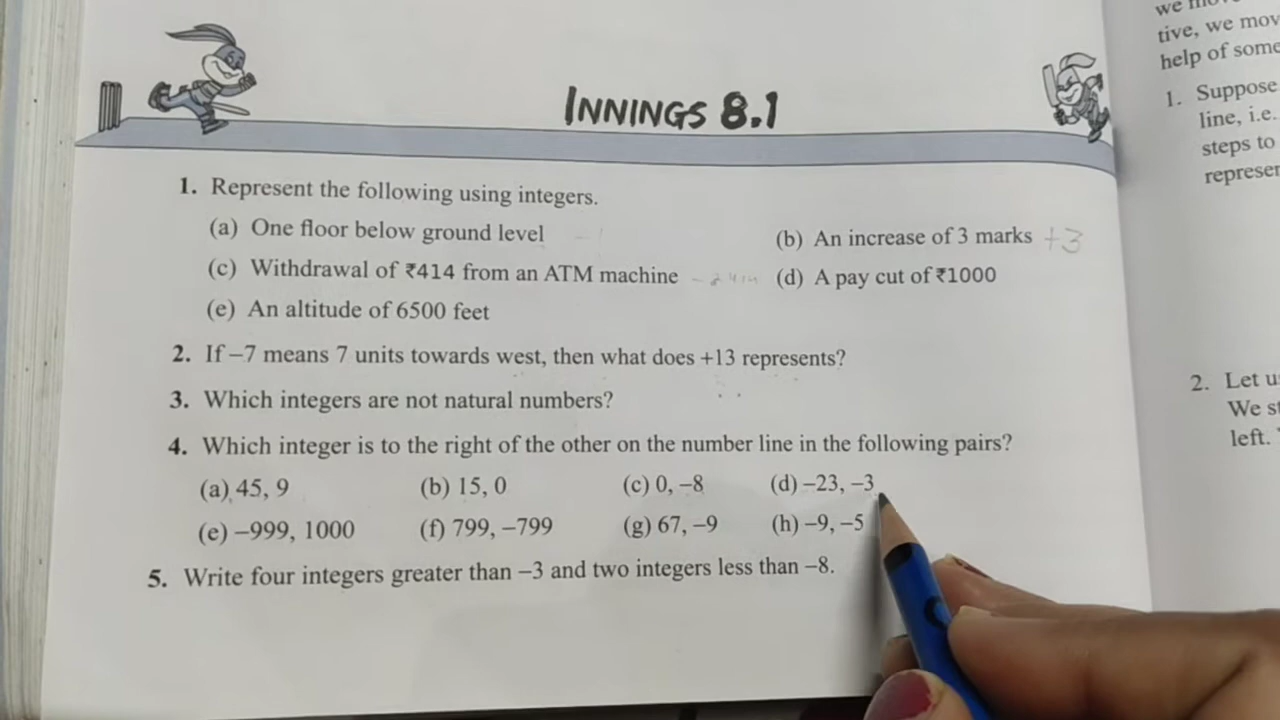 INNINGS 8.1
1. Represent the following using integers.
(a) One floor below ground level
(b) An increase of 3 marks +3
(c) Withdrawal of ₹414 from an ATM machine
(d) A pay cut of ₹1000
(e) An altitude of 6500 feet
2. If –7 means 7 units towards west, then what does +13 represents?
3. Which integers are not natural numbers?
4. Which integer is to the right of the other on the number line in the following pairs?
(a) 45, 9 (b) 15, 0 (c) 0, –8 (d) –23, –3
(e) –999, 1000 (f) 799, –799 (g) 67, –9 (h) –9, –5
5. Write four integers greater than –3 and two integers less than –8.
we
tive, we mov
help of some
1. Suppose
line, i.e.
steps to
represen
2. Let u
We st
left.